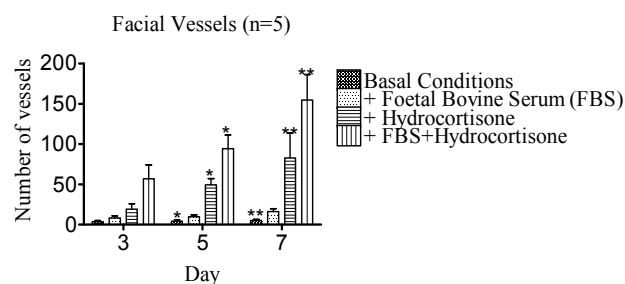 Facial Vessels (n=5)
Number of vessels
200
150
100
50
0
*
*
*
**
**
**
3
5
7
Day
Basal Conditions
+ Foetal Bovine Serum (FBS)
+ Hydrocortisone
+ FBS+Hydrocortisone